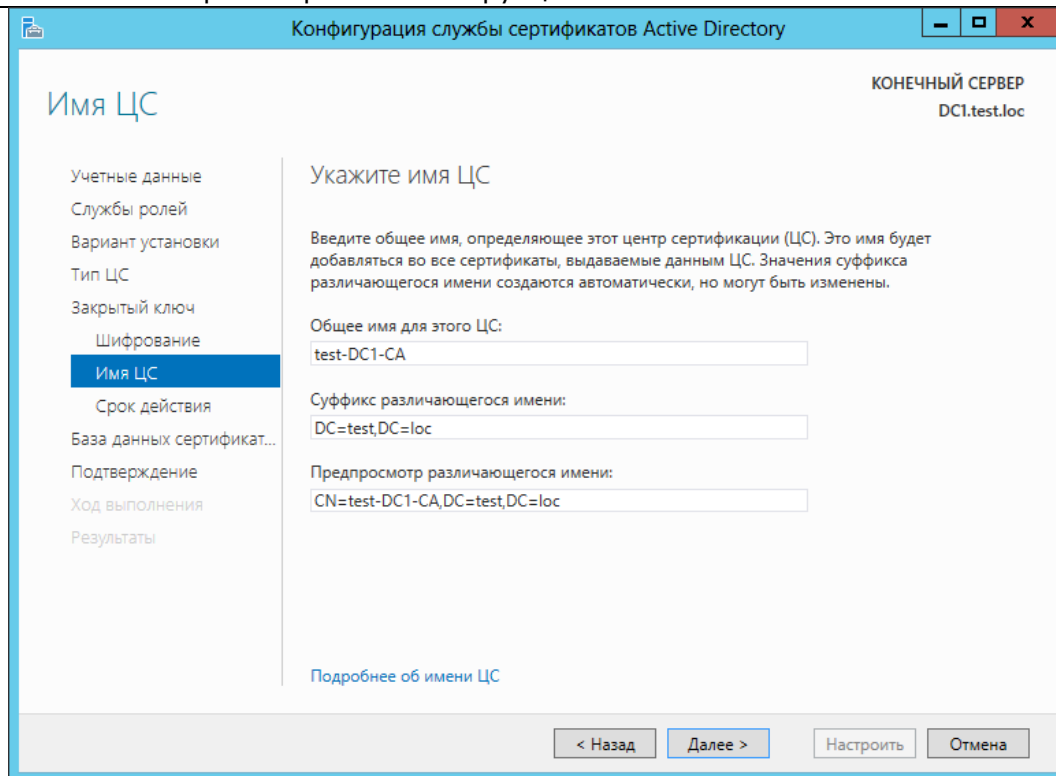 Конфигурация службы сертификатов Active Directory
Имя ЦС
КОНЕЧНЫЙ СЕРВЕР
DC1.test.loc
Учетные данные
Службы ролей
Вариант установки
Тип ЦС
Закрытый ключ
Шифрование
Имя ЦС
Срок действия
База данных сертификат...
Подтверждение
Ход выполнения
Результаты
Укажите имя ЦС
Введите общее имя, определяющее этот центр сертификации (ЦС). Это имя будет
добавляться во все сертификаты, выдаваемые данным ЦС. Значения суффикса
различающегося имени создаются автоматически, но могут быть изменены.
Общее имя для этого ЦС:
test-DC1-CA
Суффикс различающегося имени:
DC=test,DC=loc
Предпросмотр различающегося имени:
CN=test-DC1-CA,DC=test,DC=loc
Подробнее об имени ЦС
< Назад
Далее >
Настроить
Отмена